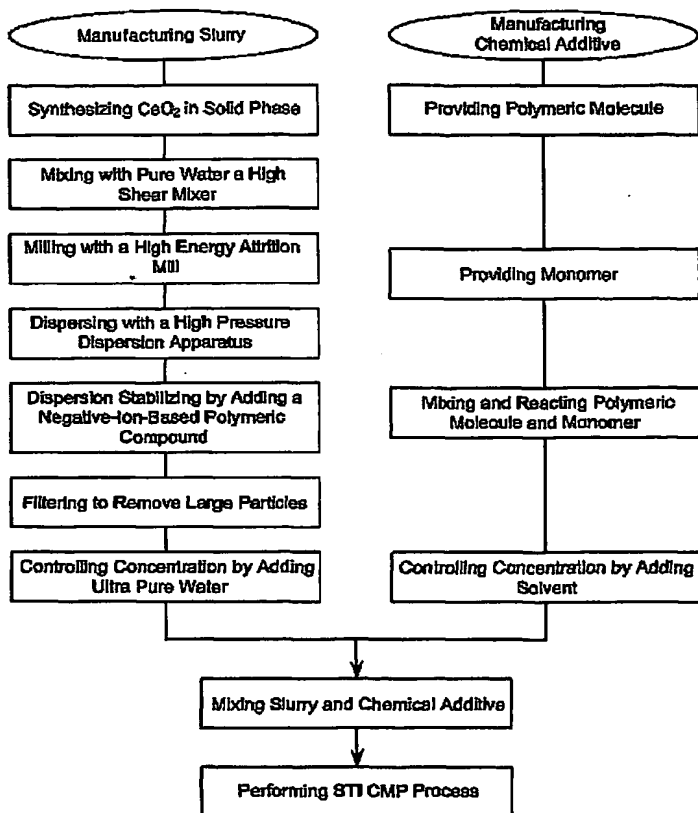 Manufacturing Slurry
Synthesizing CeO₂ in Solid Phase
Mixing with Pure Water a High
Shear Mixer
Milling with a High Energy Attrition
Mill
Dispersing with a High Pressure
Dispersion Apparatus
Dispersion Stabilizing by Adding a
Negative-Ion-Based Polymeric
Compound
Filtering to Remove Large Particles
Controlling Concentration by Adding
Ultra Pure Water
Manufacturing
Chemical Additive
Providing Polymeric Molecule
Providing Monomer
Mixing and Reacting Polymeric
Molecule and Monomer
Controlling Concentration by Adding
Solvent
Mixing Slurry and Chemical Additive
Performing STI CMP Process